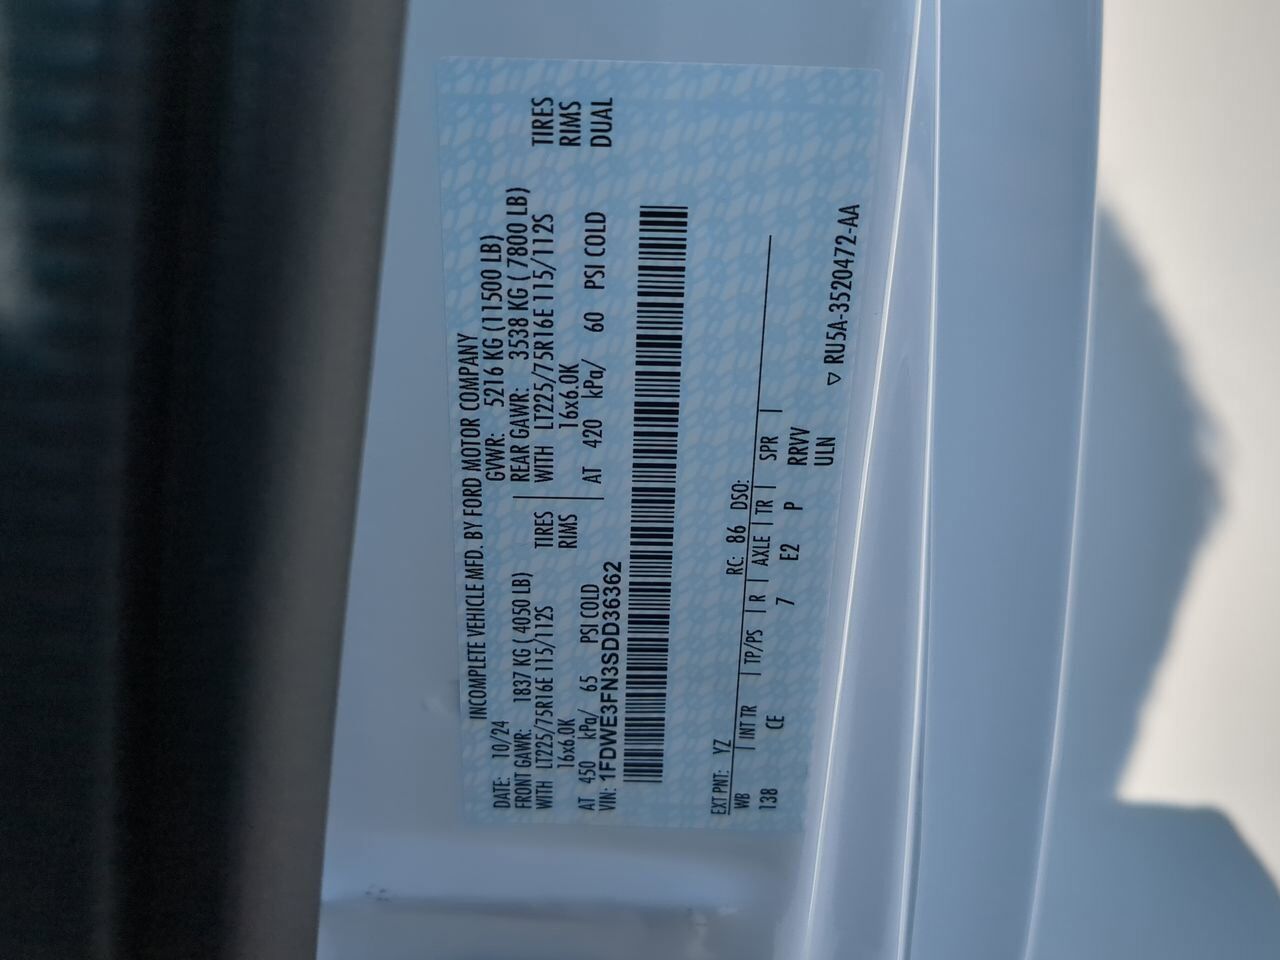 INCOMPLETE VEHICLE MFD. BY FORD MOTOR COMPANY
DATE: 10/24 GVWR: 5216 KG (11500 LB)
FRONT GAWR: 1837 KG ( 4050 LB) REAR GAWR: 3538 KG ( 7800 LB)
WITH LT225/75R16E 115/112S TIRES WITH LT225/75R16E 115/112S TIRES
16x6.0K RIMS 16x6.0K RIMS
AT 450 kPa/ 65 PSI COLD AT 420 kPa/ 60 PSI COLD DUAL
VIN: 1FDWE3FN3SDD36362
EXT PNT: YZ RC: 86 DSO:
WB | INT TR | TP/PS | R | AXLE | TR | SPR |
138 CE 7 E2 P RRVV
ULN
▽ RU5A-3520472-AA